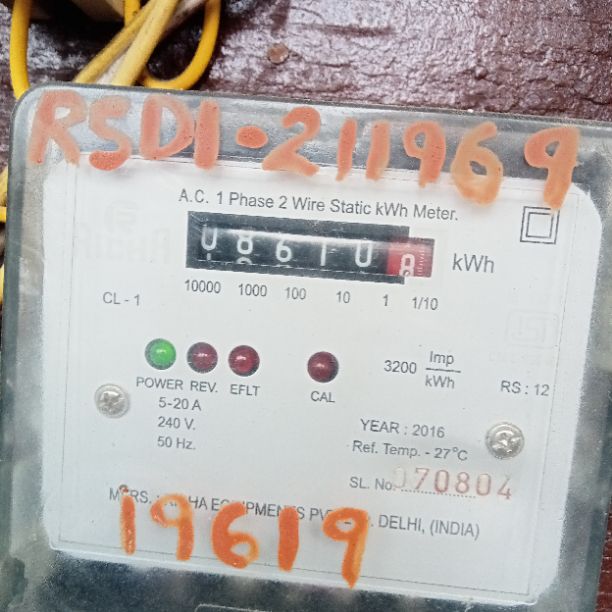 RSDI-211969
A.C. 1 Phase 2 Wire Static kWh Meter.
08610 8 kWh
10000 1000 100 10 1 1/10
CL - 1
3200 Imp/kWh
POWER REV. EFLT CAL
RS : 12
5-20 A
240 V.
50 Hz.
YEAR : 2016
Ref. Temp. - 27°C
SL. No. 070804
DELHI, (INDIA)
19619